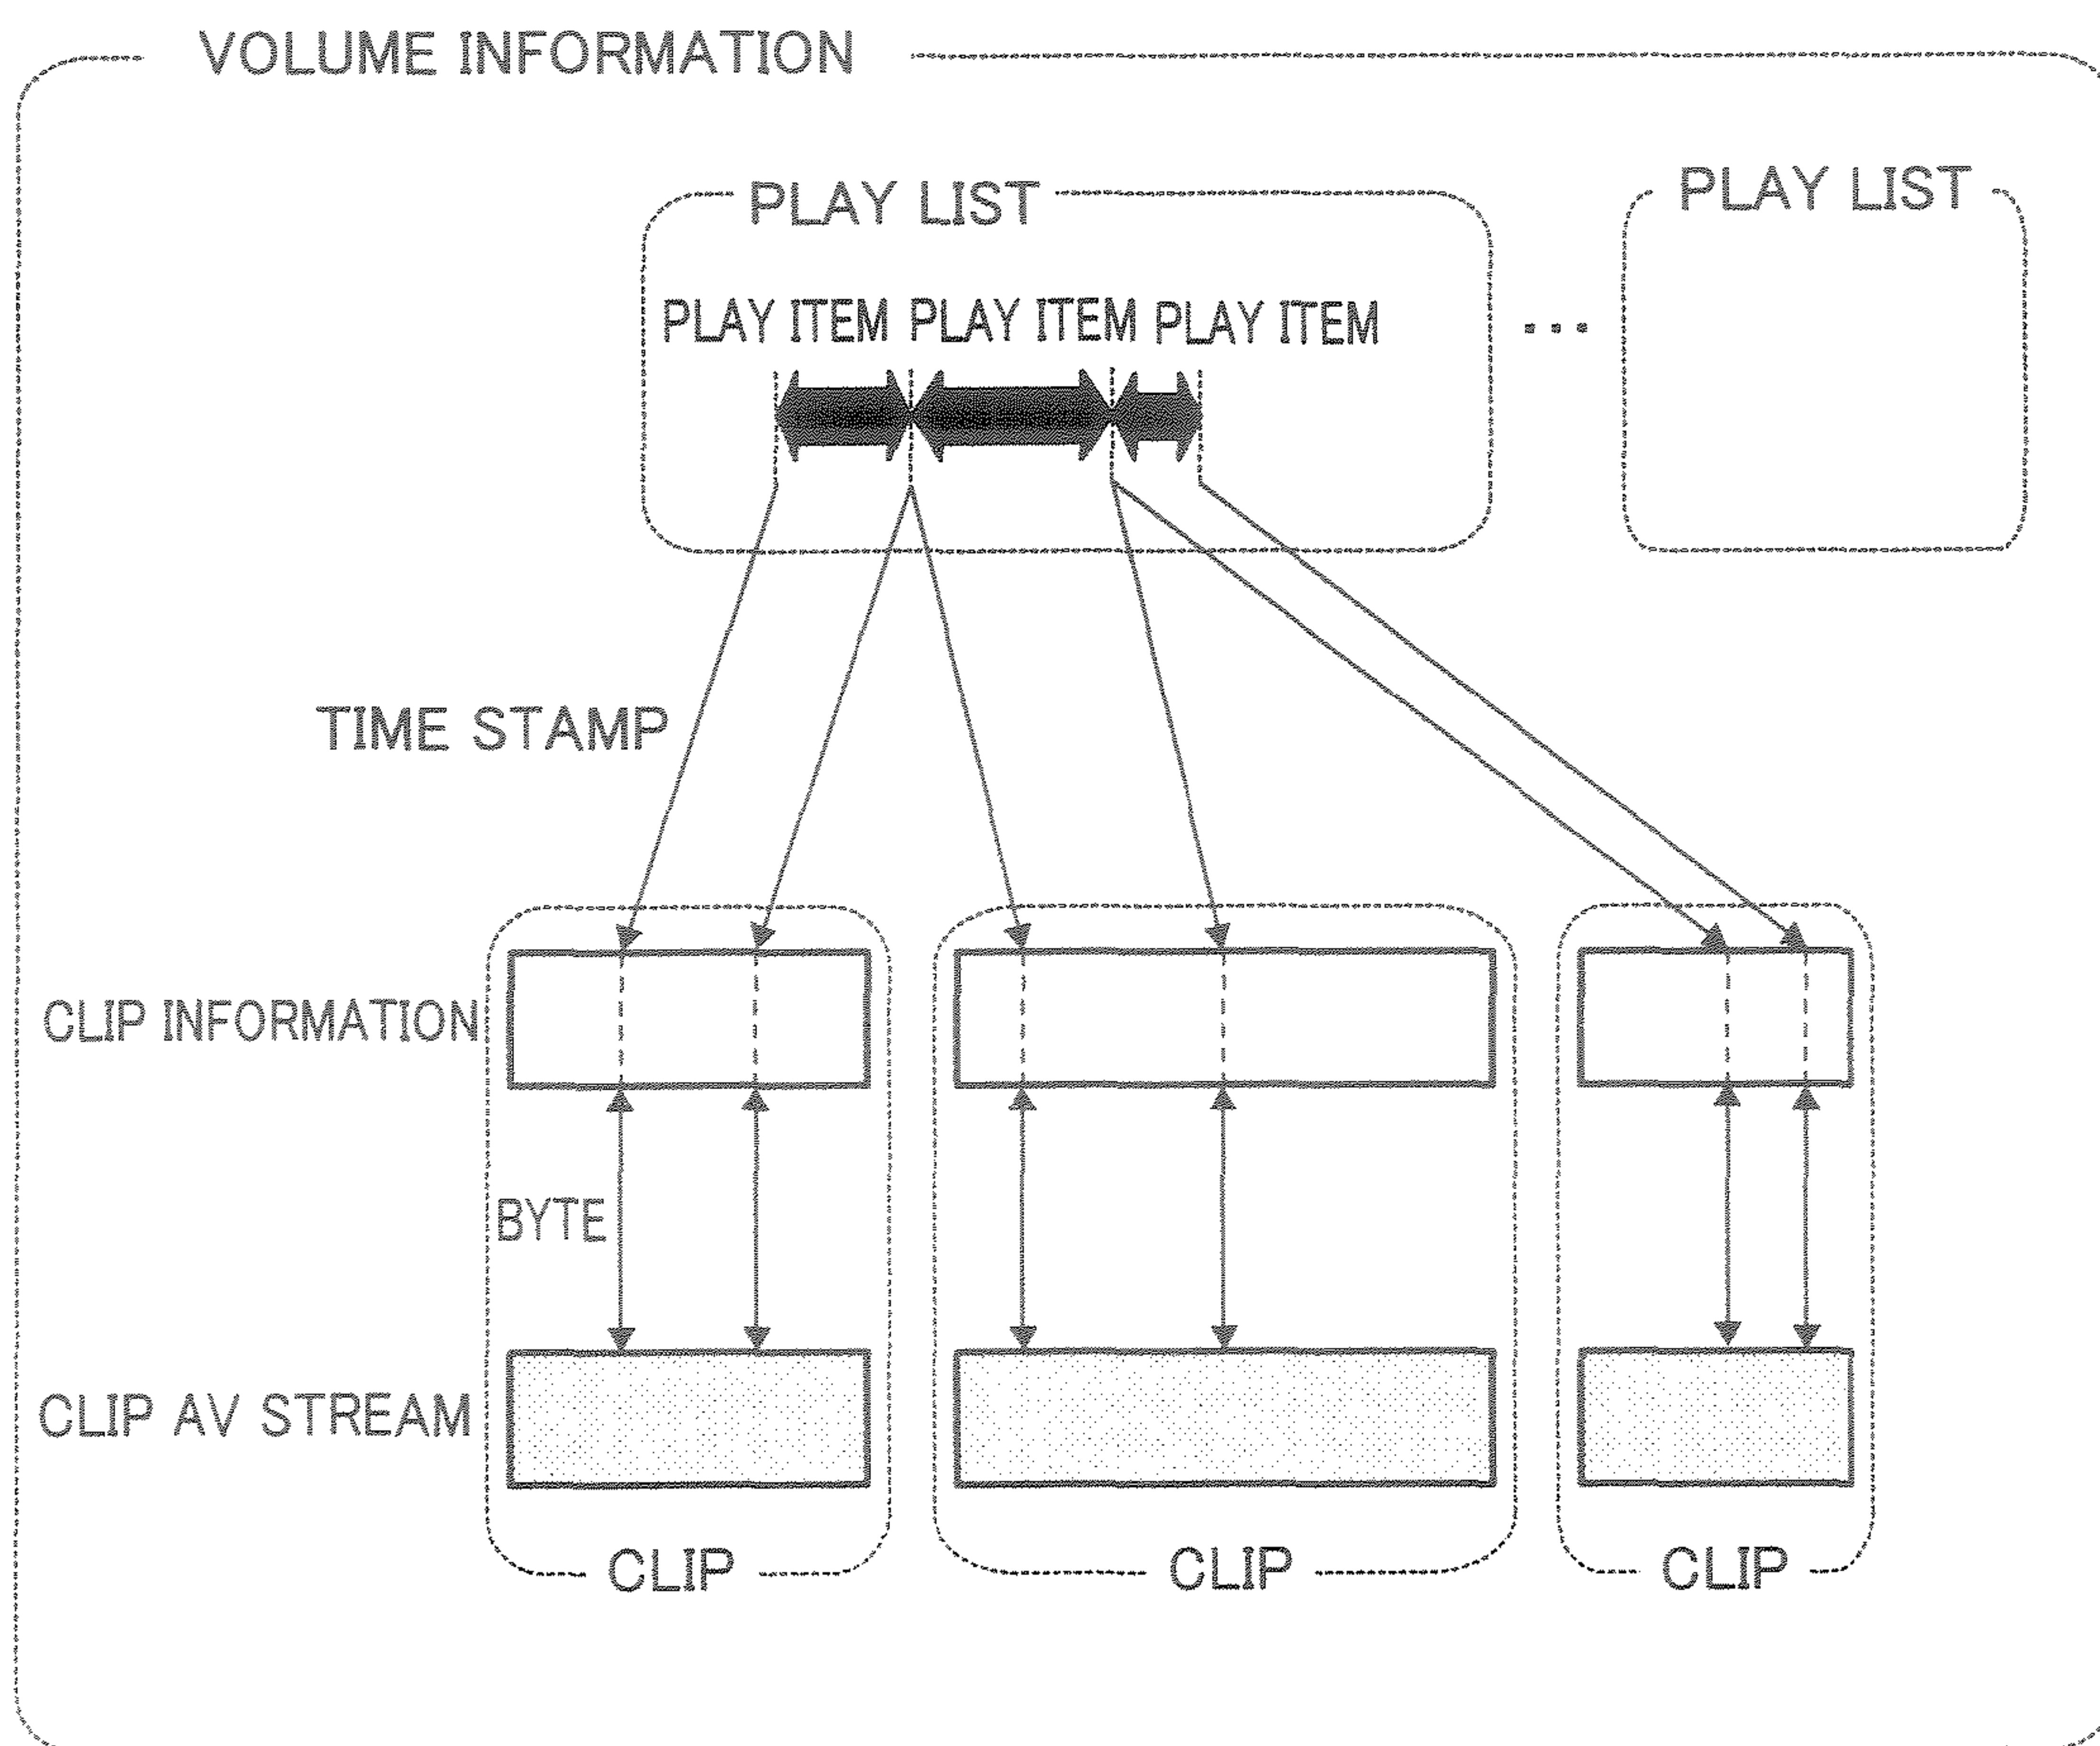 VOLUME INFORMATION
PLAY LIST
PLAY LIST
PLAY ITEM PLAY ITEM PLAY ITEM
...
TIME STAMP
CLIP INFORMATION
BYTE
CLIP AV STREAM
CLIP
CLIP
CLIP